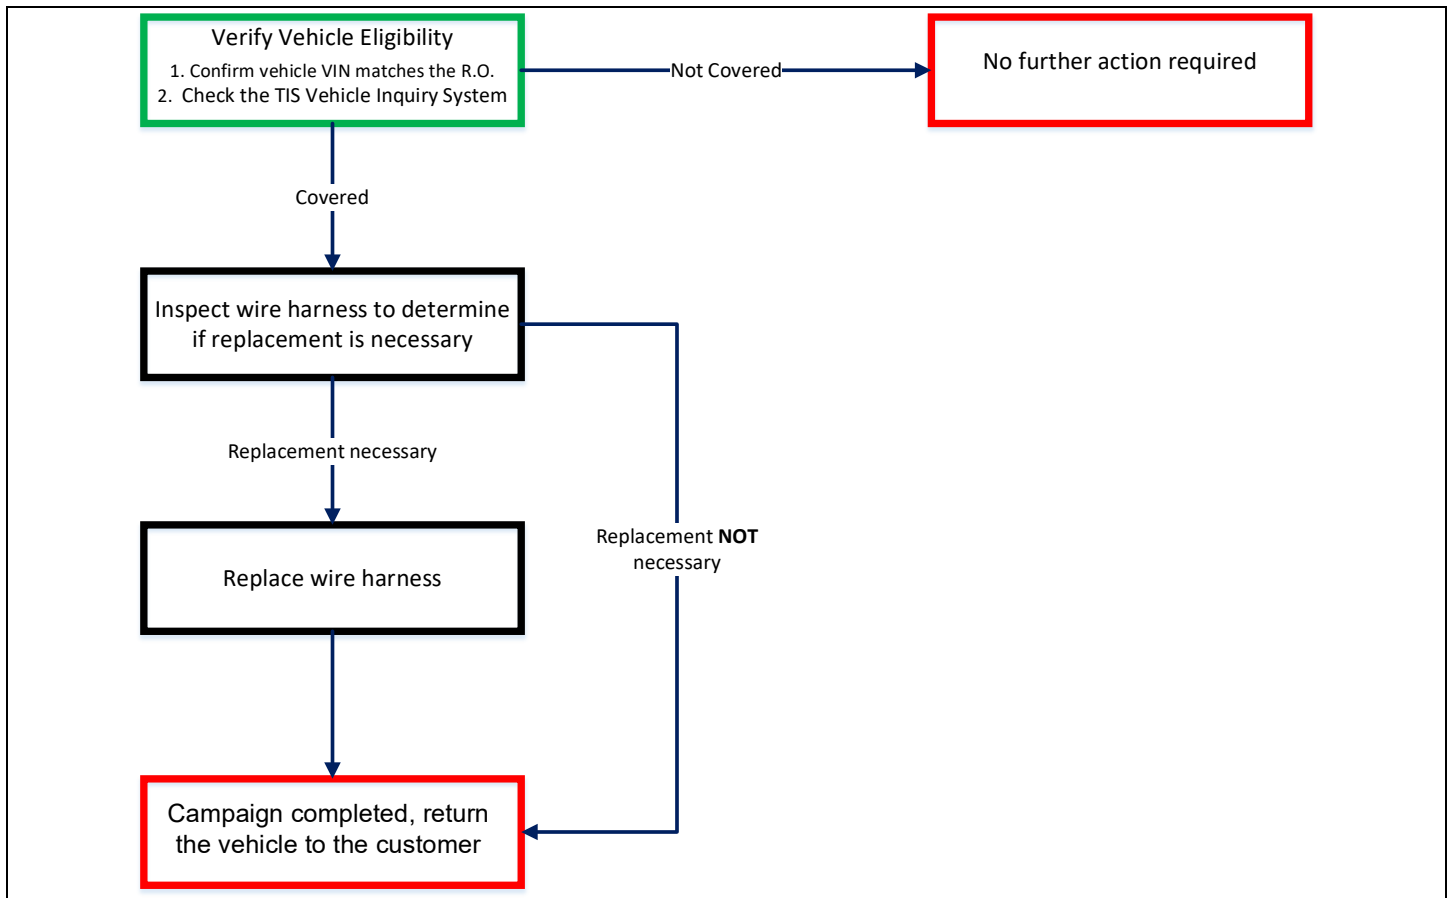 Verify Vehicle Eligibility
1. Confirm vehicle VIN matches the R.O.
2. Check the TIS Vehicle Inquiry System
Not Covered
No further action required
Covered
Inspect wire harness to determine
if replacement is necessary
Replacement necessary
Replacement NOT
necessary
Replace wire harness
Campaign completed, return
the vehicle to the customer